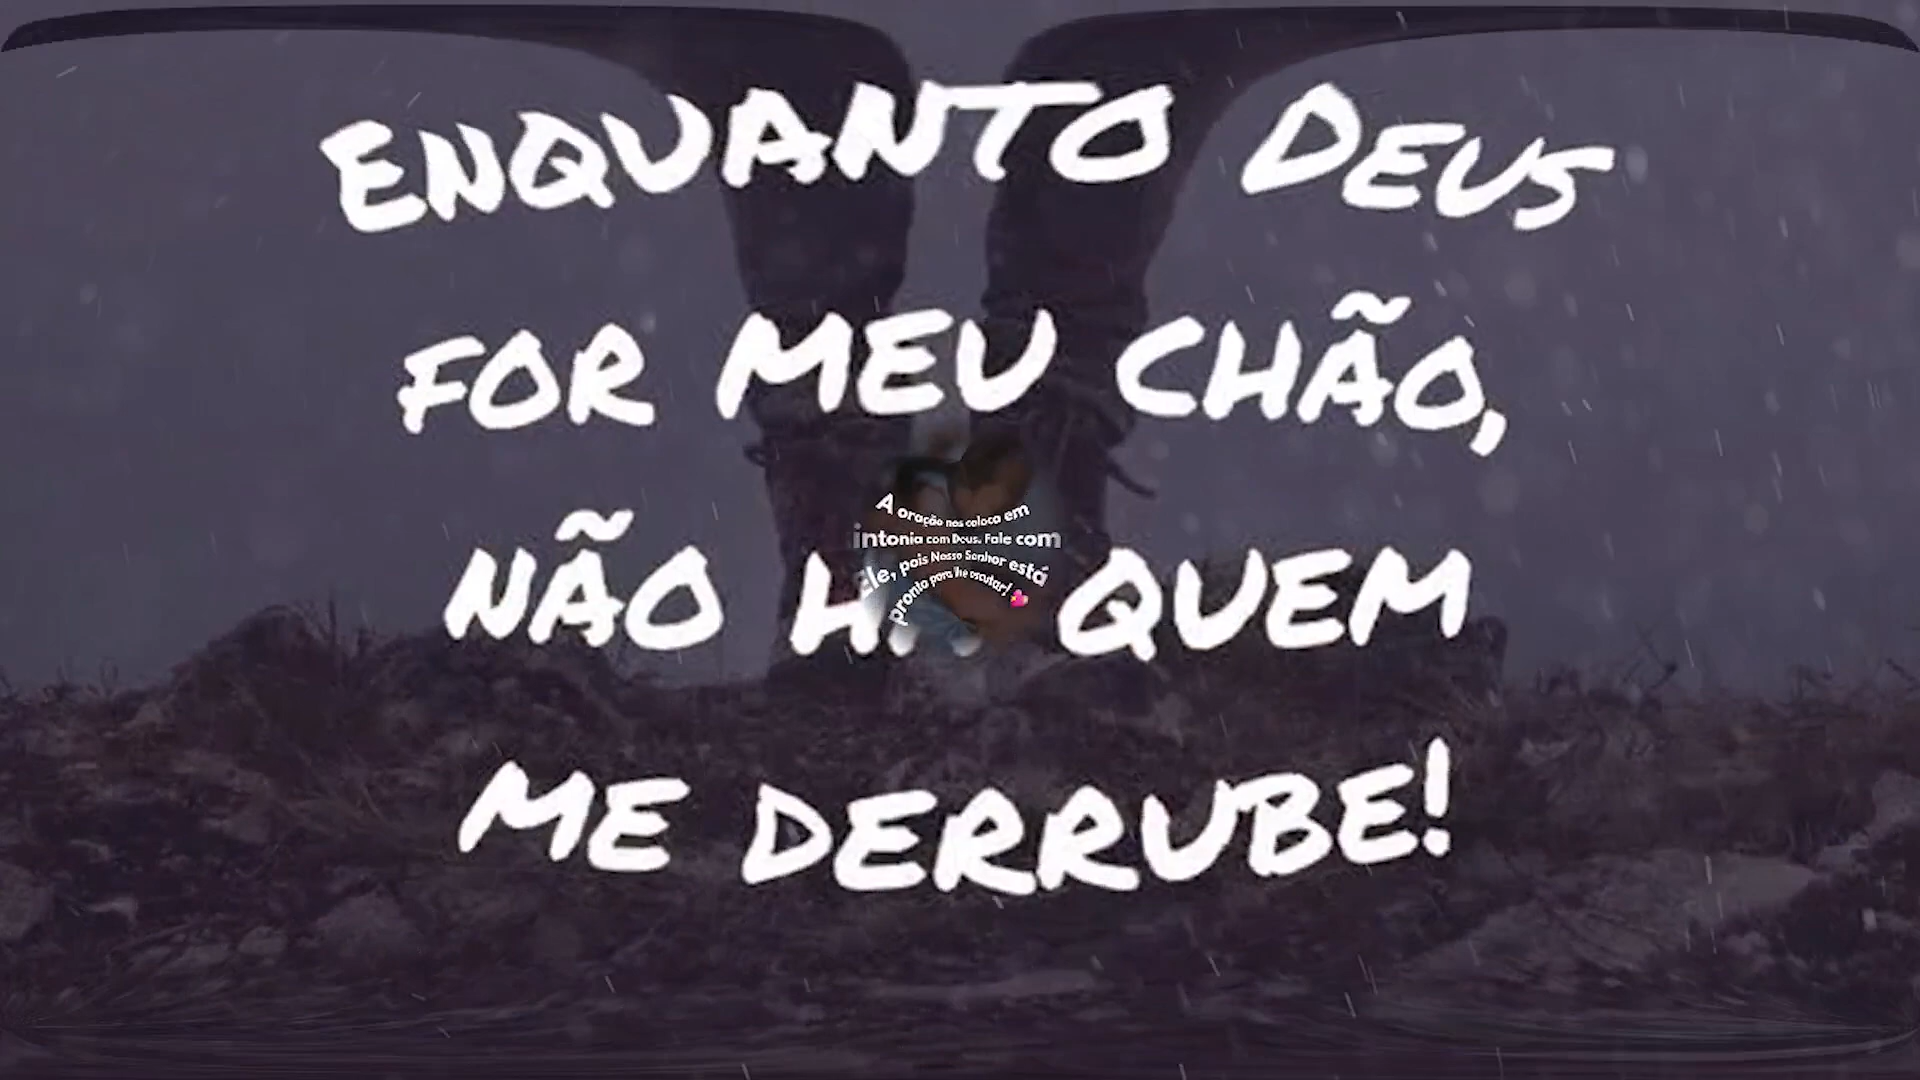 ENQUANTO DEUS
FOR MEU CHÃO,
NÃO QUEM
ME DERRUBE!
A oração nos coloca em
intonia com Deus. Fale com
Ele, pois Nosso Senhor está
pronto para lhe escutar! 💖